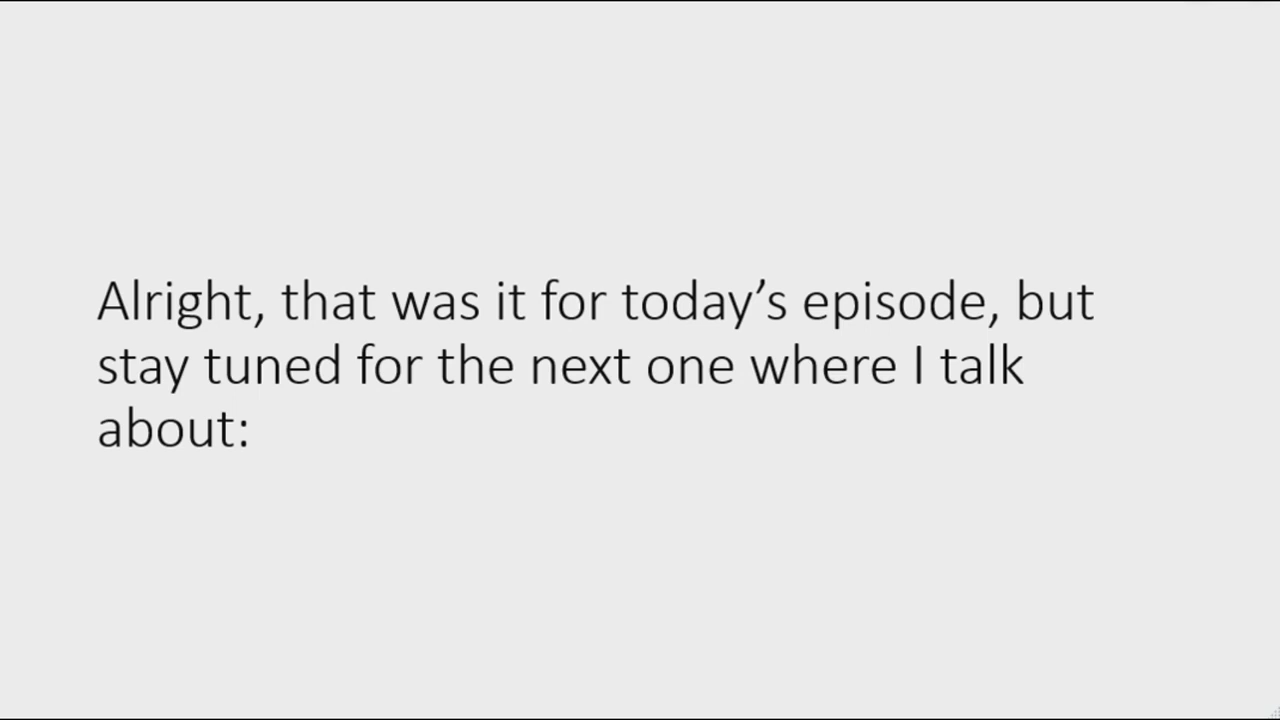 Alright, that was it for today’s episode, but
stay tuned for the next one where I talk
about: